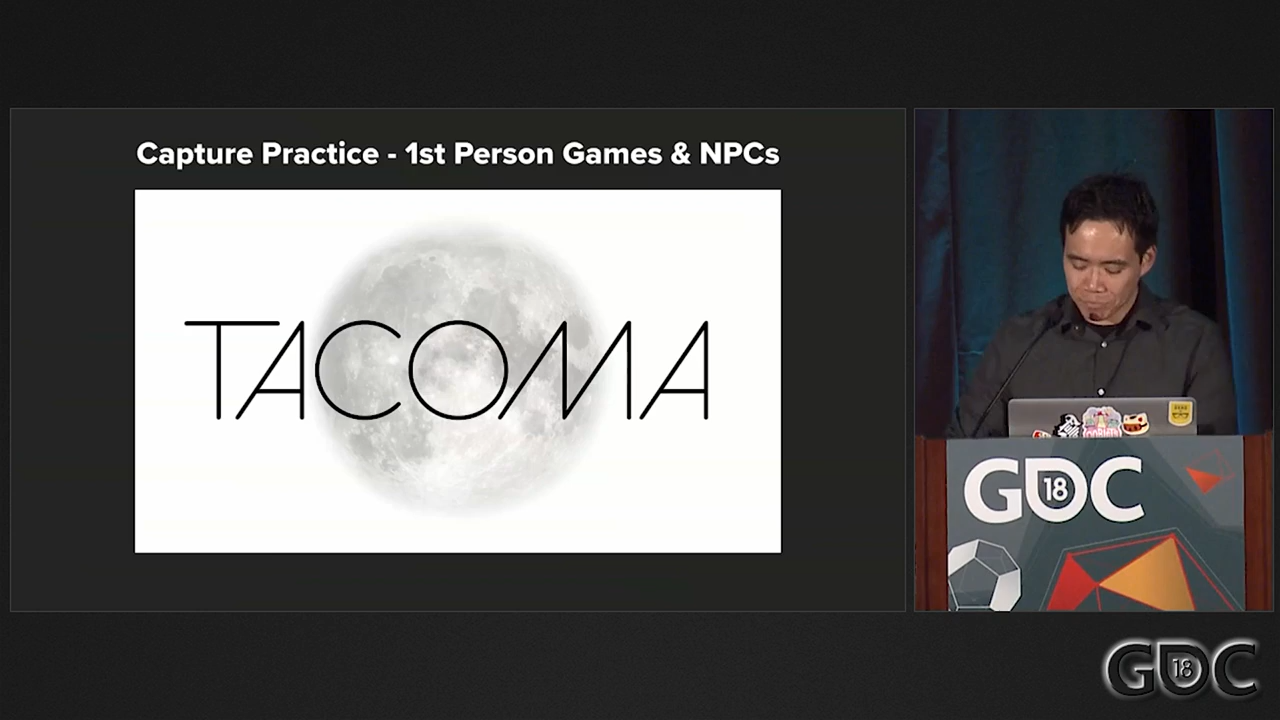 Capture Practice - 1st Person Games & NPCs
TACOMA
GDC
18
GDC
18